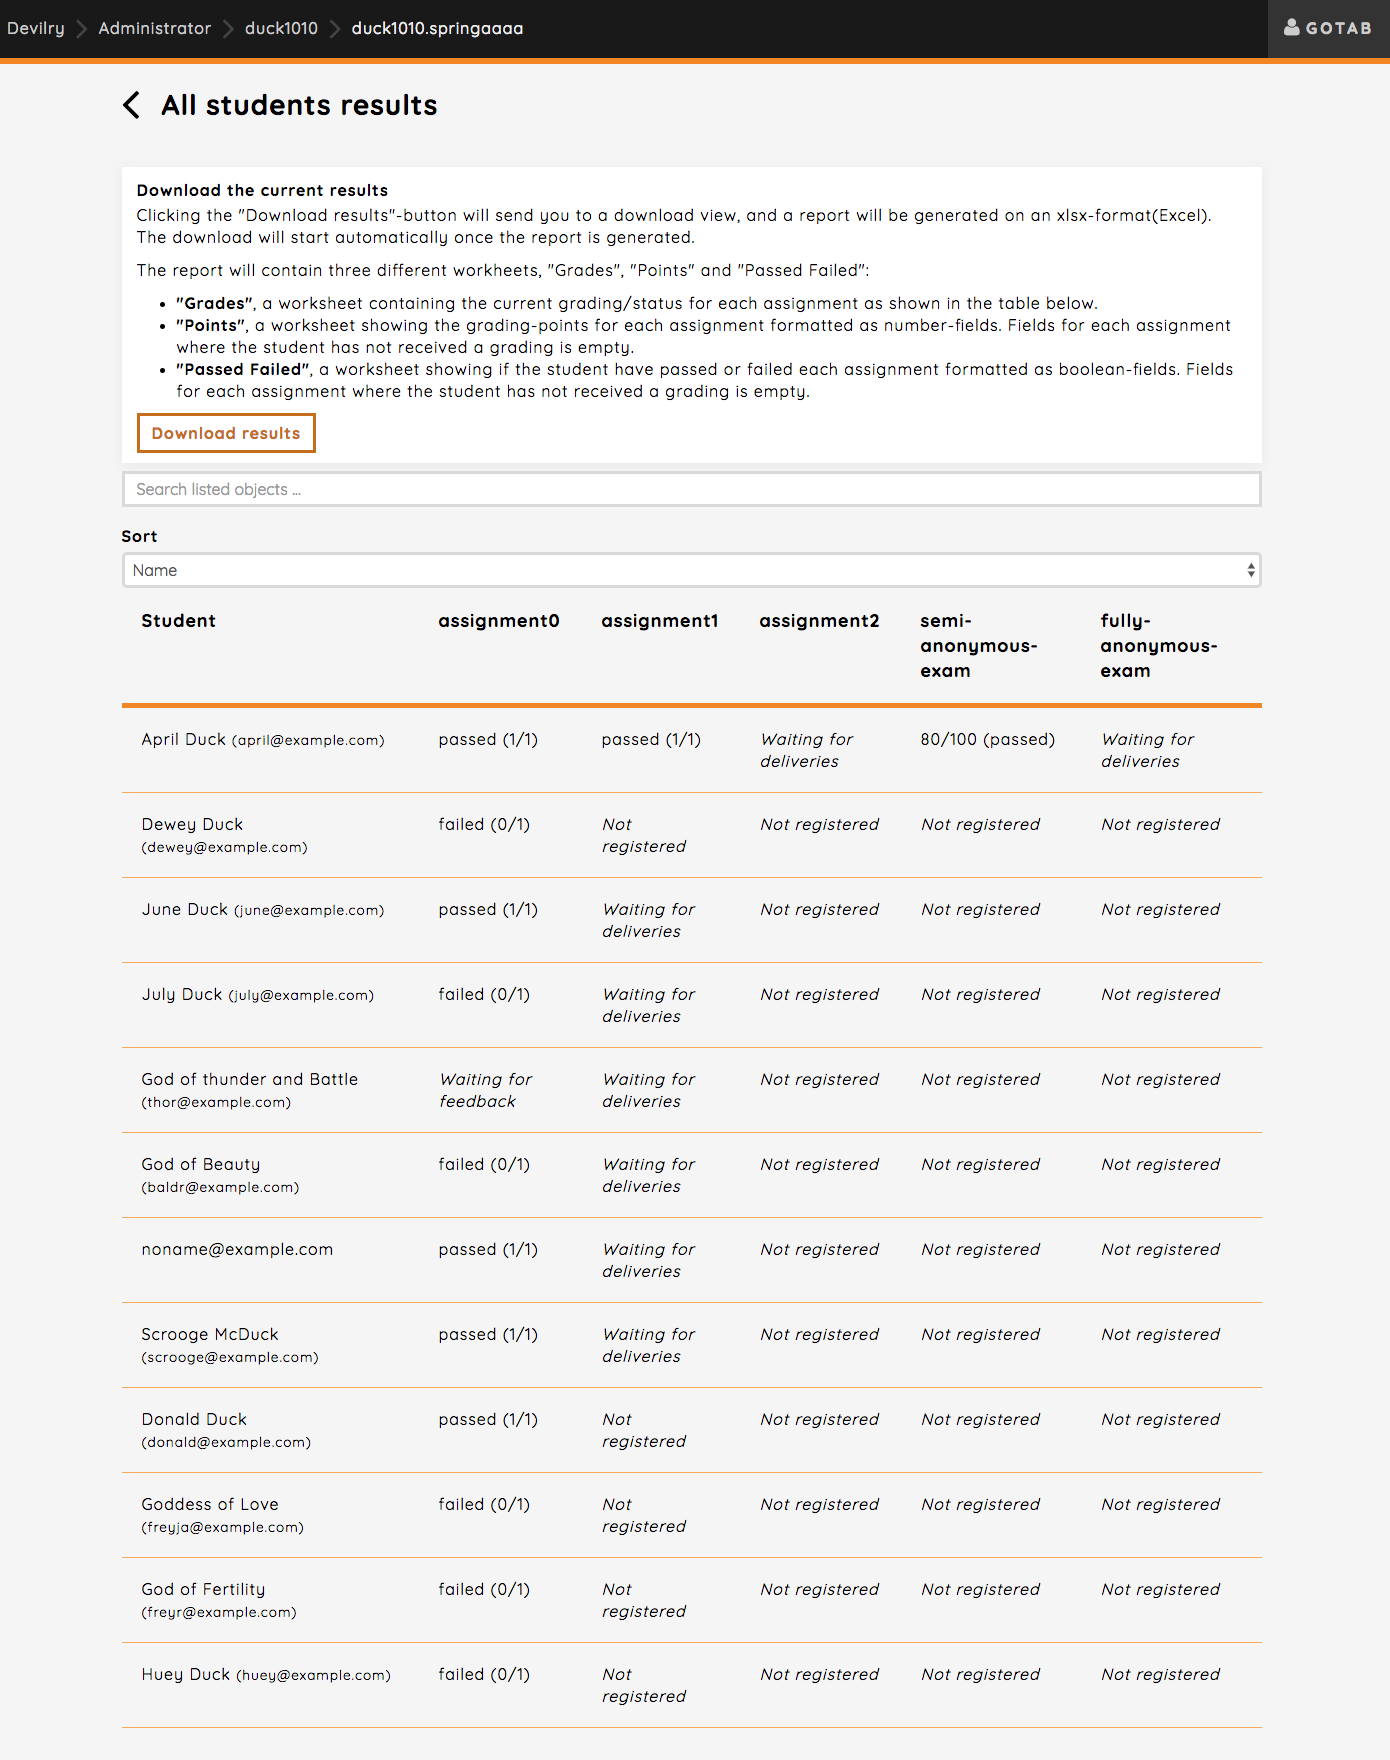 Devilry Administrator duck1010 duck1010.springaaaa GOTAB
All students results
Download the current results
Clicking the "Download results"-button will send you to a download view, and a report will be generated on an xlsx-format(Excel).
The download will start automatically once the report is generated.
The report will contain three different workheets, "Grades", "Points" and "Passed Failed":
• "Grades", a worksheet containing the current grading/status for each assignment as shown in the table below.
• "Points", a worksheet showing the grading-points for each assignment formatted as number-fields. Fields for each assignment
where the student has not received a grading is empty.
• "Passed Failed", a worksheet showing if the student have passed or failed each assignment formatted as boolean-fields. Fields
for each assignment where the student has not received a grading is empty.
Download results
Search listed objects ...
Sort
Name
Student assignment0 assignment1 assignment2 semi- fully-
anonymous- anonymous-
exam exam
April Duck (april@example.com) passed (1/1) passed (1/1) Waiting for 80/100 (passed) Waiting for
deliveries deliveries
Dewey Duck failed (0/1) Not Not registered Not registered Not registered
(dewey@example.com) registered
June Duck (june@example.com) passed (1/1) Waiting for Not registered Not registered Not registered
deliveries
July Duck (july@example.com) failed (0/1) Waiting for Not registered Not registered Not registered
deliveries
God of thunder and Battle Waiting for Waiting for Not registered Not registered Not registered
(thor@example.com) feedback deliveries
God of Beauty failed (0/1) Waiting for Not registered Not registered Not registered
(baldr@example.com) deliveries
noname@example.com passed (1/1) Waiting for Not registered Not registered Not registered
deliveries
Scrooge McDuck passed (1/1) Waiting for Not registered Not registered Not registered
(scrooge@example.com) deliveries
Donald Duck passed (1/1) Not Not registered Not registered Not registered
(donald@example.com) registered
Goddess of Love failed (0/1) Not Not registered Not registered Not registered
(freyja@example.com) registered
God of Fertility failed (0/1) Not Not registered Not registered Not registered
(freyr@example.com) registered
Huey Duck (huey@example.com) failed (0/1) Not Not registered Not registered Not registered
registered